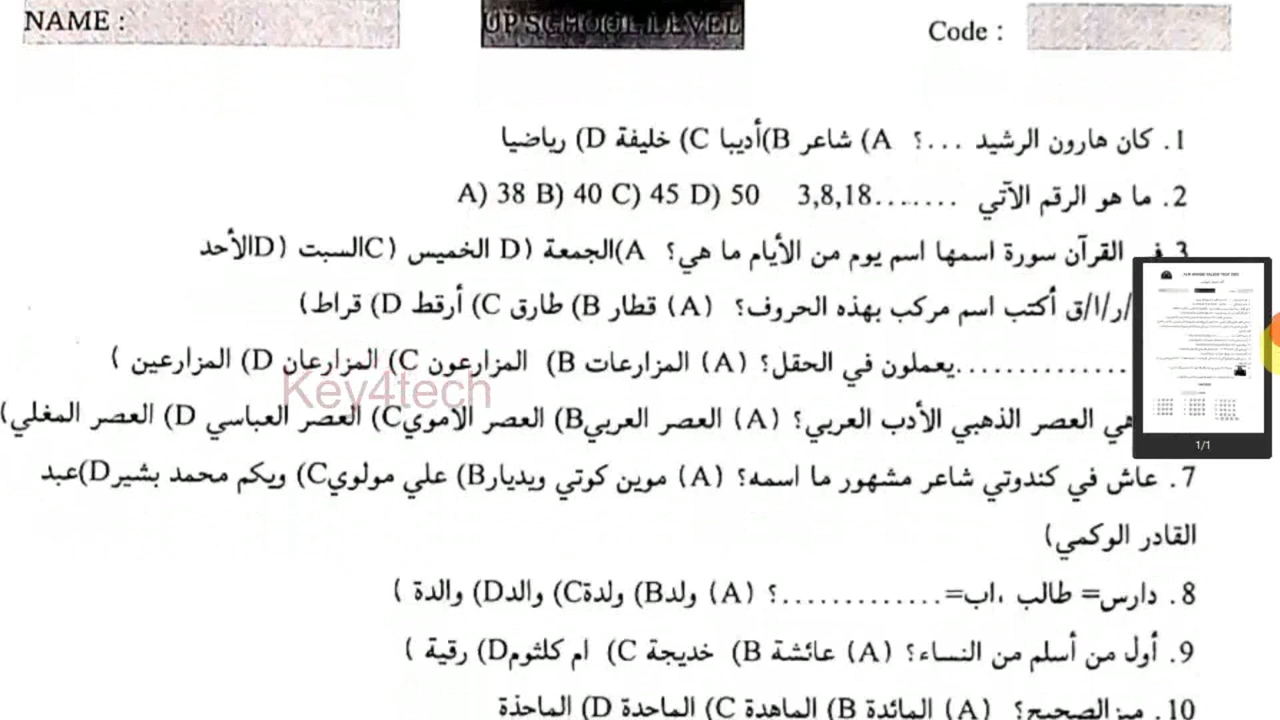 NAME :
UP SCHOOL LEVEL
Code :
1. كان هارون الرشيد ...؟ A) شاعر B)أديبا C) خليفة D) رياضيا
2. ما هو الرقم الآتي .......3,8,18 A) 38 B) 40 C) 45 D) 50
3 القرآن سورة اسمها اسم يوم من الأيام ما هي؟ A)الجمعة D) الخميس C)السبت D)الأحد
/ر/ا/ق أكتب اسم مركب بهذه الحروف؟ (A) قطار B) طارق C) أرقط D) قراط)
..............يعملون في الحقل؟ (A) المزارعات B) المزارعون C) المزارعان D) المزارعين )
هي العصر الذهبي الأدب العربي؟ (A) العصر العربيB) العصر الامويC) العصر العباسي D) العصر المغلي)
7. عاش في كندوتي شاعر مشهور ما اسمه؟ (A) موين كوتي ويديارB) علي مولويC) ويكم محمد بشيرD)عبد
القادر الوكمي)
8. دارس= طالب ،اب=.............؟ (A) ولدB) ولدةC) والدD) والدة )
9. أول من أسلم من النساء؟ (A) عائشة B) خديجة C) ام كلثومD) رقية )
10. ميز الصحيح؟ (A) المائدة B) الماهدة C) الماحدة D) الماحذة
Key4tech
1/1